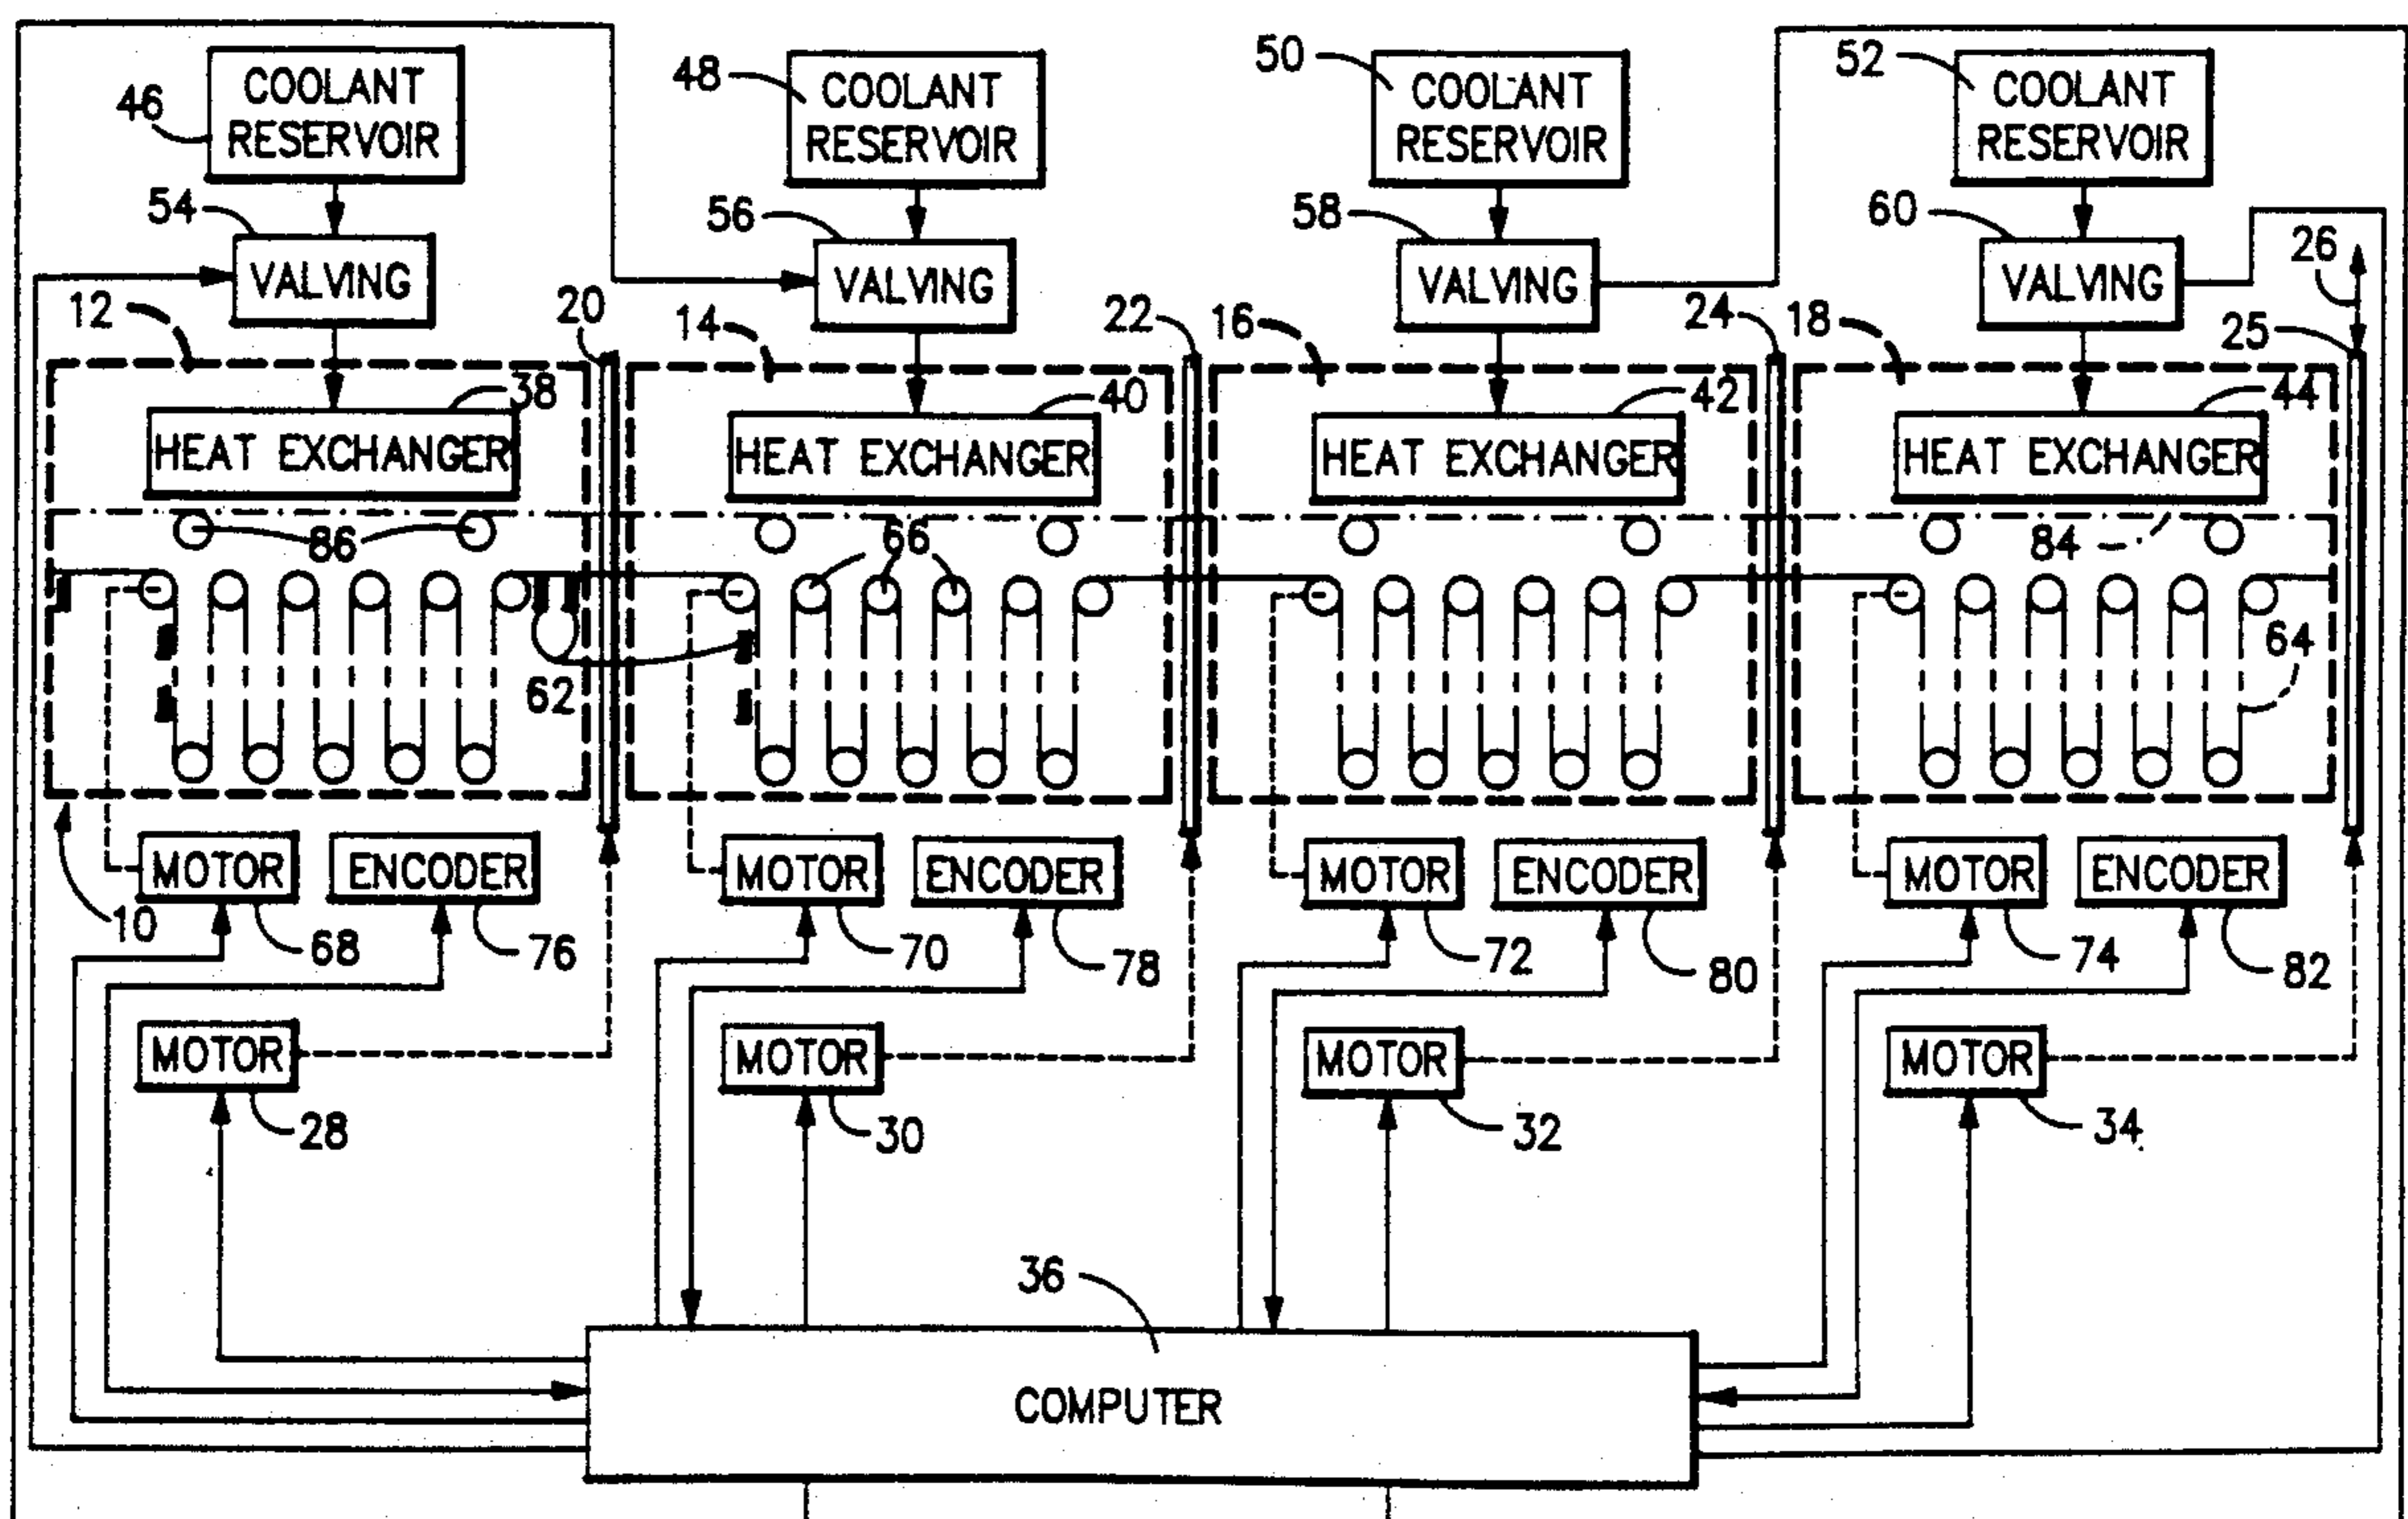 COOLANT
RESERVOIR
46
48
COOLANT
RESERVOIR
50
COOLANT
RESERVOIR
52
COOLANT
RESERVOIR
54
VALVING
56
VALVING
58
VALVING
60
VALVING
26
12
20
14
22
16
24
18
25
38
HEAT EXCHANGER
40
HEAT EXCHANGER
42
HEAT EXCHANGER
44
HEAT EXCHANGER
86
66
84
62
64
10
MOTOR
68
ENCODER
76
MOTOR
70
ENCODER
78
MOTOR
72
ENCODER
80
MOTOR
74
ENCODER
82
MOTOR
28
MOTOR
30
MOTOR
32
MOTOR
34
36
COMPUTER